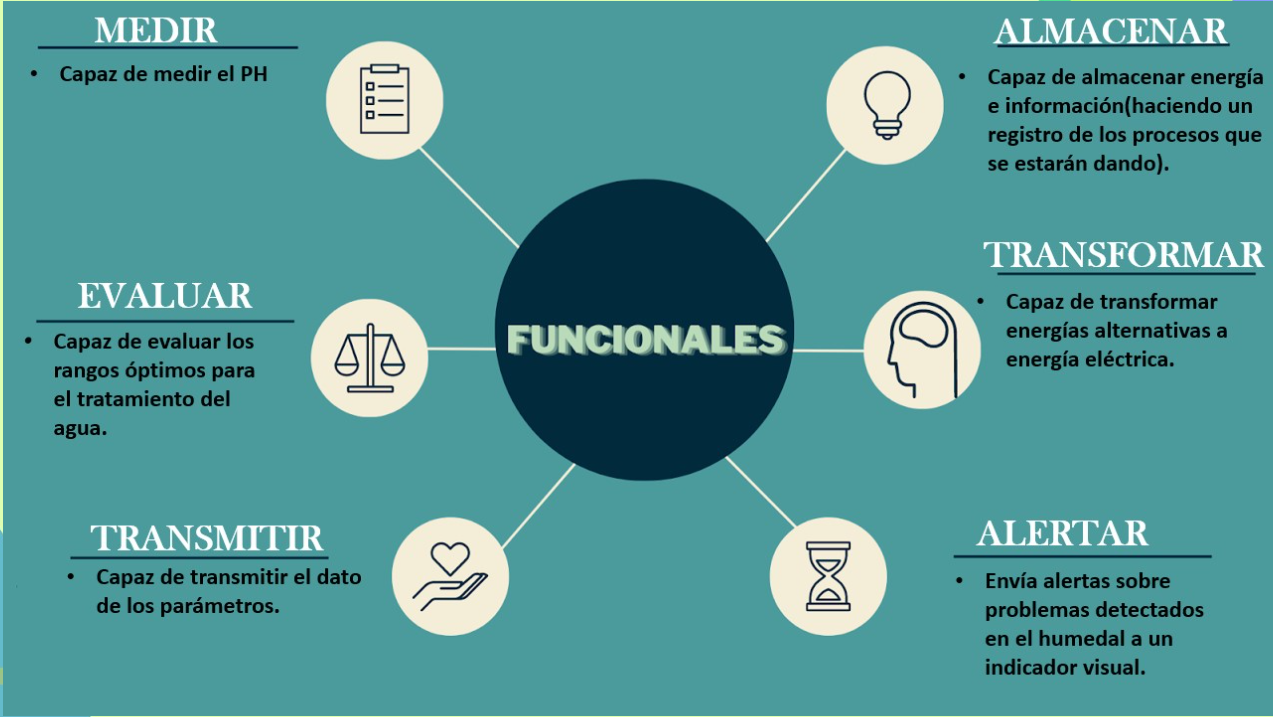 MEDIR
• Capaz de medir el PH
EVALUAR
• Capaz de evaluar los
rangos óptimos para
el tratamiento del
agua.
TRANSMITIR
• Capaz de transmitir el dato
de los parámetros.
FUNCIONALES
ALMACENAR
• Capaz de almacenar energía
e información(haciendo un
registro de los procesos que
se estarán dando).
TRANSFORMAR
• Capaz de transformar
energías alternativas a
energía eléctrica.
ALERTAR
• Envía alertas sobre
problemas detectados
en el humedal a un
indicador visual.